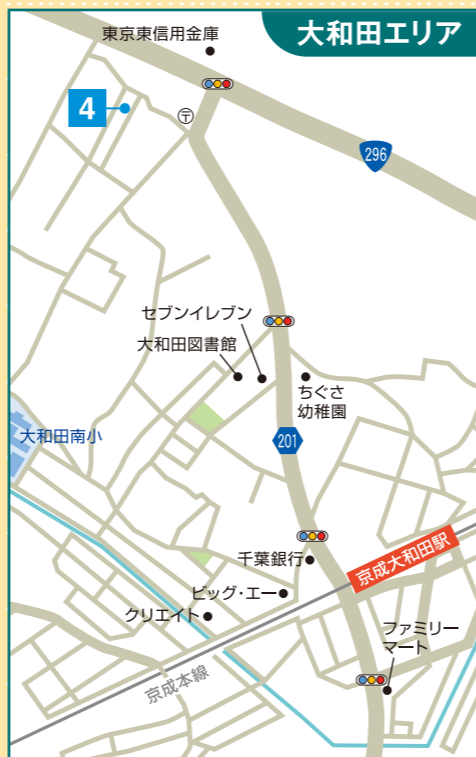 大和田エリア
東京東信用金庫
4
〒
296
セブンイレブン
大和田図書館
ちぐさ
幼稚園
大和田南小
201
千葉銀行
京成大和田駅
ビッグ・エー
クリエイト
ファミリー
マート
京成本線